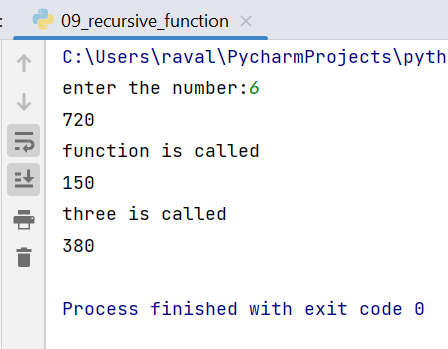 09_recursive_function
C:\Users\raval\PycharmProjects\pyth
enter the number:6
720
function is called
150
three is called
380
Process finished with exit code 0